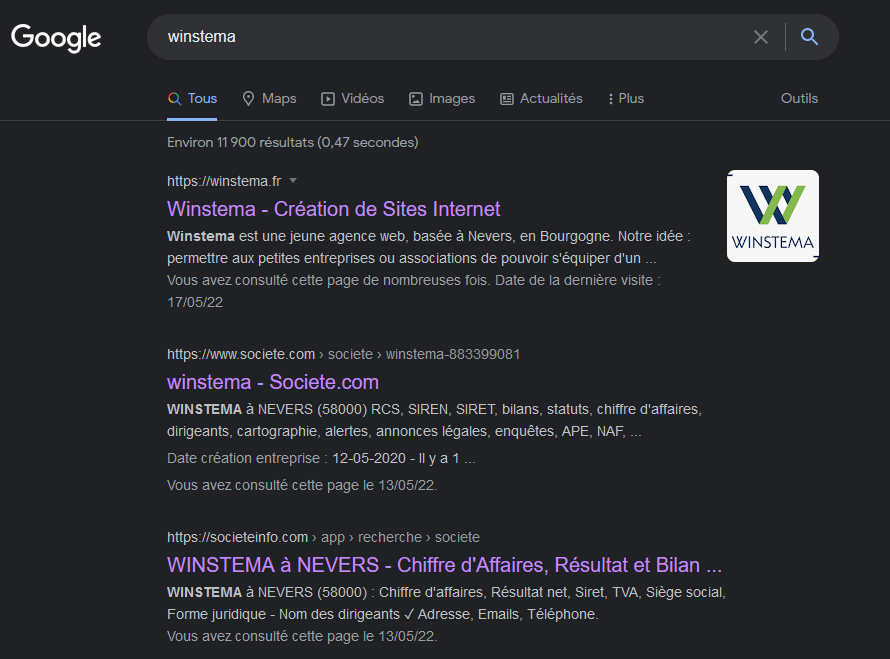 Google
winstema
Tous Maps Vidéos Images Actualités Plus Outils
Environ 11 900 résultats (0,47 secondes)
https://winstema.fr
Winstema - Création de Sites Internet
Winstema est une jeune agence web, basée à Nevers, en Bourgogne. Notre idée :
permettre aux petites entreprises ou associations de pouvoir s'équiper d'un ...
Vous avez consulté cette page de nombreuses fois. Date de la dernière visite :
17/05/22
WINSTEMA
https://www.societe.com › societe › winstema-883399081
winstema - Societe.com
WINSTEMA à NEVERS (58000) RCS, SIREN, SIRET, bilans, statuts, chiffre d'affaires,
dirigeants, cartographie, alertes, annonces légales, enquêtes, APE, NAF, ...
Date création entreprise : 12-05-2020 - Il y a 1 ...
Vous avez consulté cette page le 13/05/22.
https://societeinfo.com › app › recherche › societe
WINSTEMA à NEVERS - Chiffre d'Affaires, Résultat et Bilan ...
WINSTEMA à NEVERS (58000) : Chiffre d'affaires, Résultat net, Siret, TVA, Siège social,
Forme juridique - Nom des dirigeants ✓ Adresse, Emails, Téléphone.
Vous avez consulté cette page le 13/05/22.